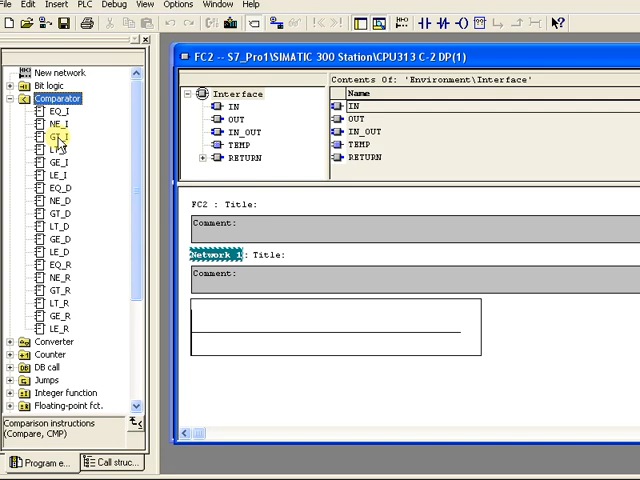 File Edit Insert PLC Debug View Options Window Help
FC2 -- S7_Pro1\SIMATIC 300 Station\CPU313 C-2 DP(1)
New network
Bit logic
Comparator
EQ_I
NE_I
GT_I
GE_I
LE_I
EQ_D
NE_D
GT_D
LT_D
GE_D
LE_D
EQ_R
NE_R
GT_R
LT_R
GE_R
LE_R
Converter
Counter
DB call
Jumps
Integer function
Floating-point fct.
Comparison instructions
(Compare, CMP)
Program e...
Call struc...
Interface
IN
OUT
IN_OUT
TEMP
RETURN
Contents Of: 'Environment\Interface'
Name
IN
OUT
IN_OUT
TEMP
RETURN
FC2 : Title:
Comment:
Network 1: Title:
Comment: